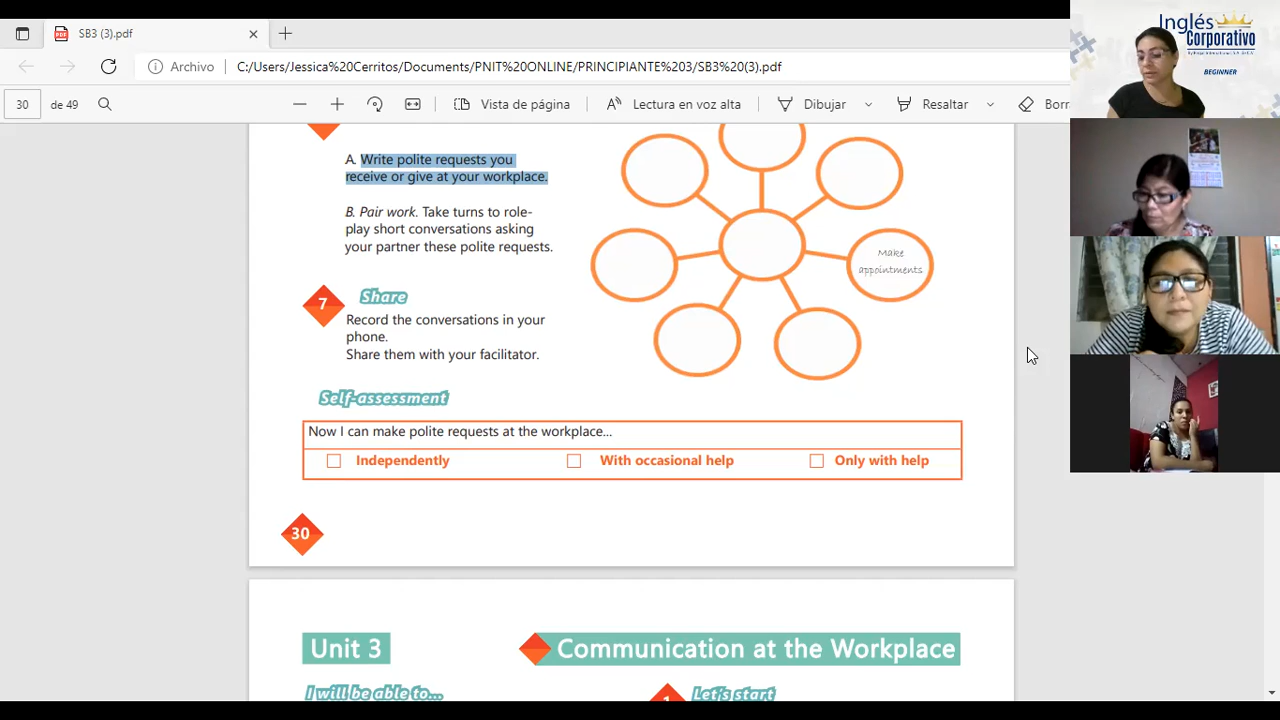 SB3 (3).pdf
Archivo
C:/Users/Jessica%20Cerritos/Documents/PNIT%20ONLINE/PRINCIPIANTE%203/SB3%20(3).pdf
30
de 49
Vista de página
Lectura en voz alta
Dibujar
Resaltar
Borr
A. Write polite requests you
receive or give at your workplace.
B. Pair work. Take turns to role-
play short conversations asking
your partner these polite requests.
Make
appointments
7
Share
Record the conversations in your
phone.
Share them with your facilitator.
Self-assessment
Now I can make polite requests at the workplace...
Independently
With occasional help
Only with help
30
Unit 3
Communication at the Workplace
I will be able to...
1
Let's start
Inglés
Corporativo
BEGINNER